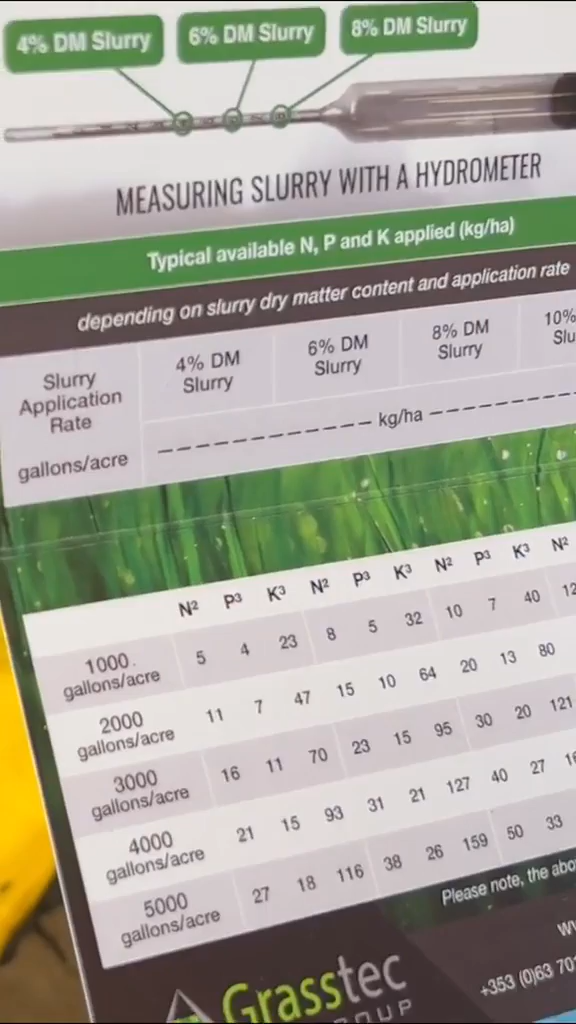 4% DM Slurry 6% DM Slurry 8% DM Slurry
MEASURING SLURRY WITH A HYDROMETER
Typical available N, P and K applied (kg/ha)
depending on slurry dry matter content and application rate
Slurry Application Rate
gallons/acre
4% DM Slurry
6% DM Slurry
8% DM Slurry
10%
kg/ha
N² P³ K³ N² P³ K³ N² P³ K³ N²
1000 gallons/acre 5 4 23 8 5 32 10 7 40 12
2000 gallons/acre 11 7 47 15 10 64 20 13 80
3000 gallons/acre 16 11 70 23 15 95 30 20 121
4000 gallons/acre 21 15 93 31 21 127 40 27
5000 gallons/acre 27 18 116 38 26 159 50 33
Please note, the
Grasstec
+353 (0)63